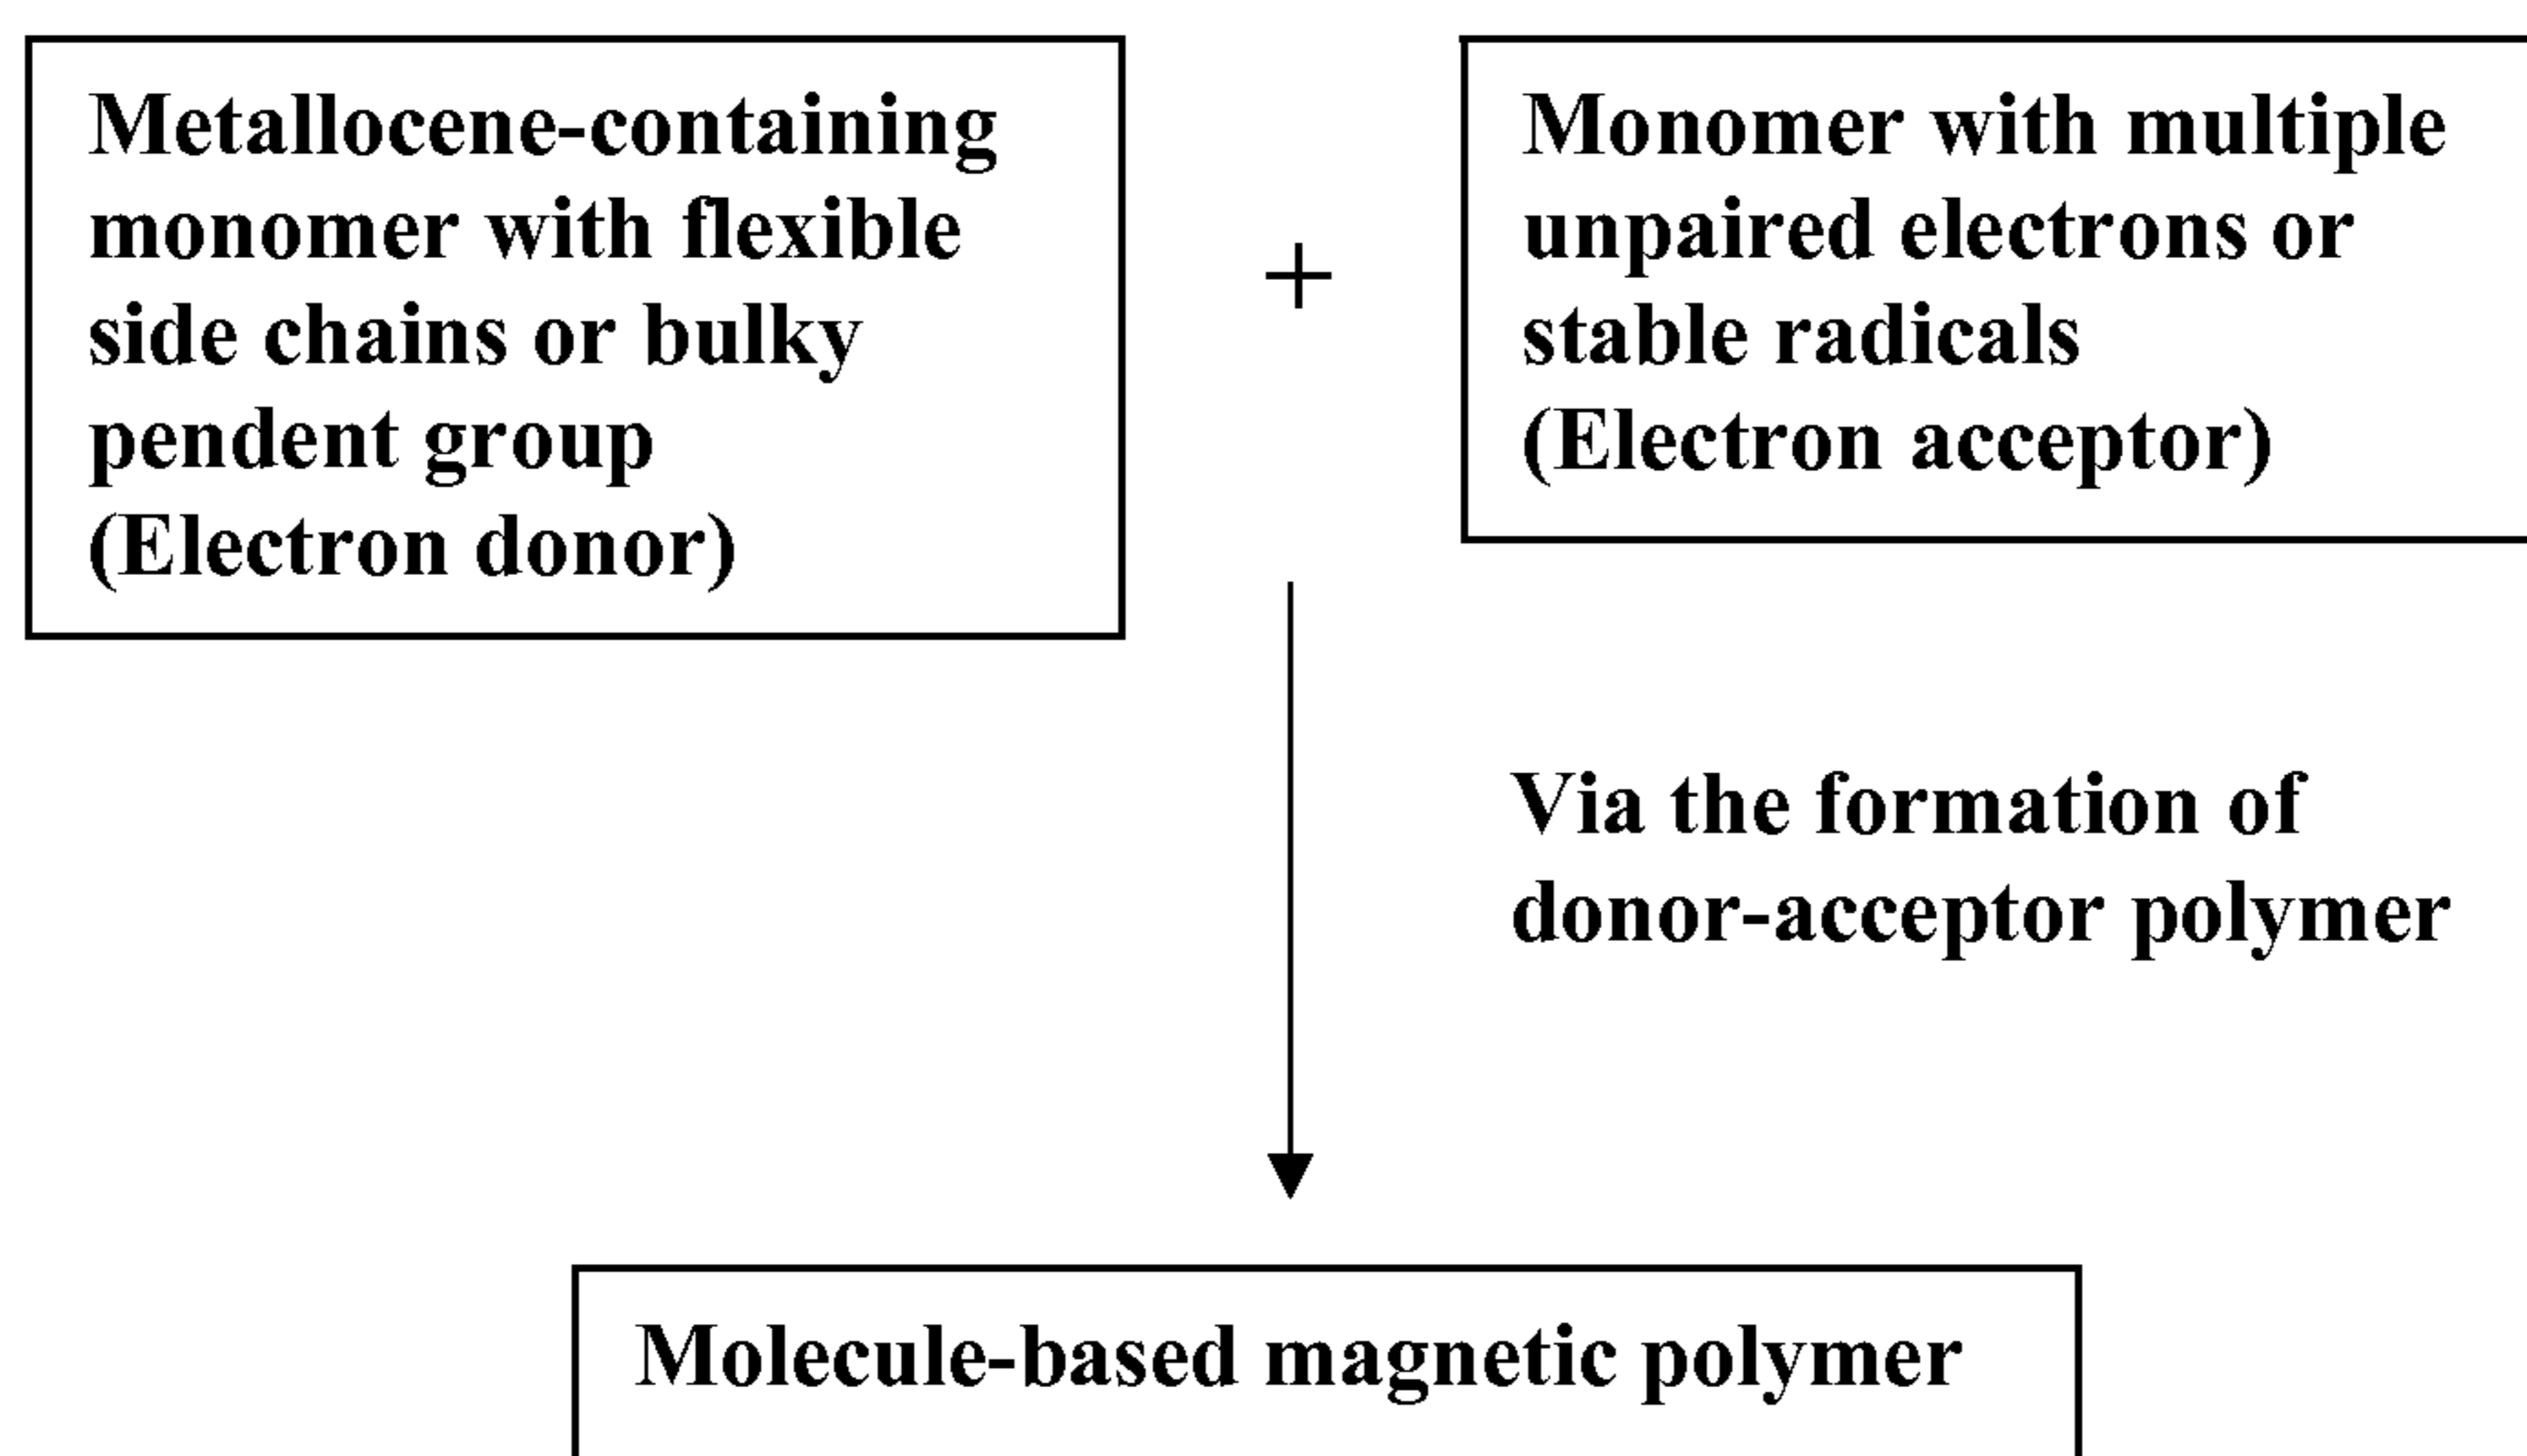 Metallocene-containing
monomer with flexible
side chains or bulky
pendent group
(Electron donor)
+
Monomer with multiple
unpaired electrons or
stable radicals
(Electron acceptor)
Via the formation of
donor-acceptor polymer
Molecule-based magnetic polymer